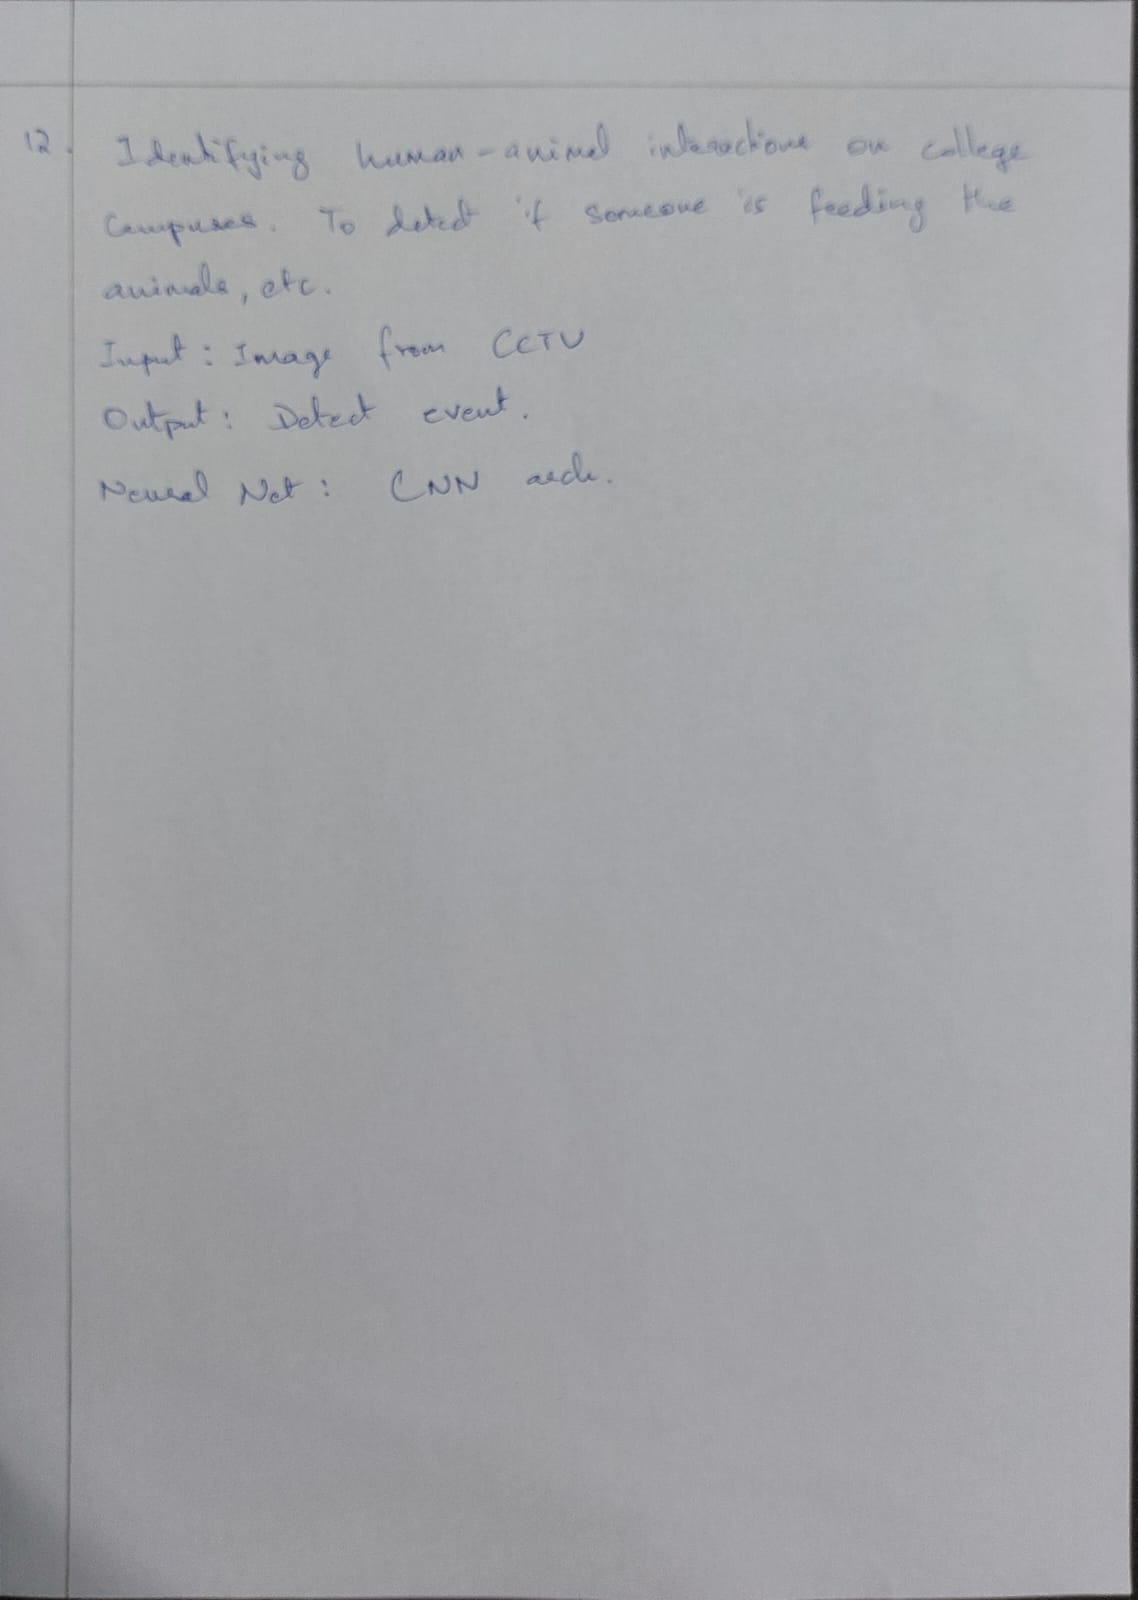 12. Identifying human-animal interactions on college
Campuses. To detect if someone is feeding the
animals, etc.
Input: Image from CCTV
Output: Detect event.
Neural Net: CNN arch.